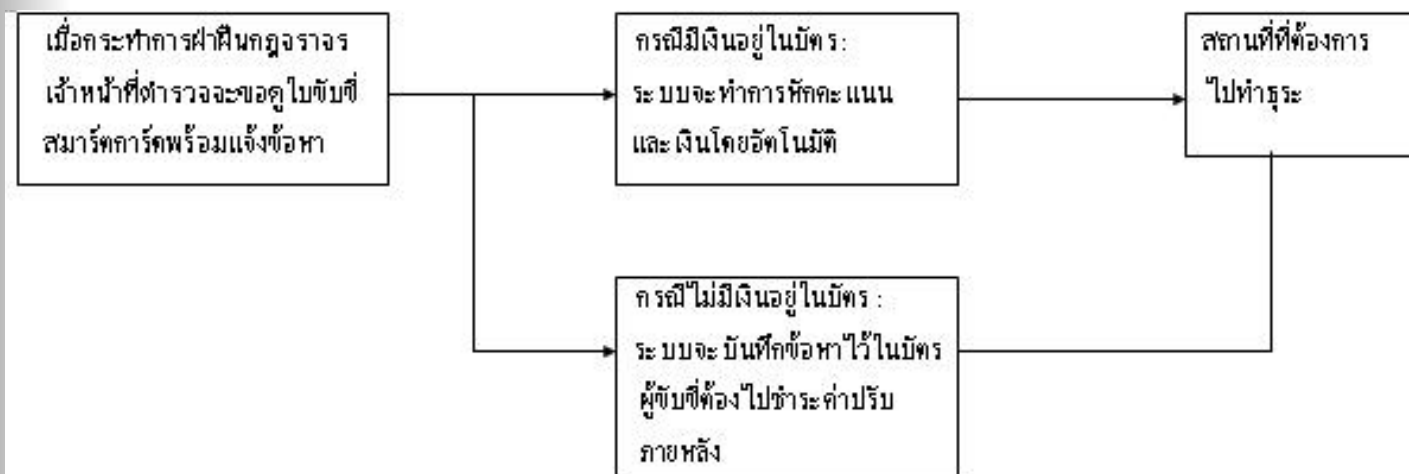 เมื่อกระทำการฝ่าฝืนกฎจราจร
เจ้าหน้าที่ตำรวจจะขอดูใบขับขี่
สมาร์ตการ์ดพร้อมแจ้งข้อหา
กรณีมีเงินอยู่ในบัตร:
ระบบจะทำการหักคะแนน
และเงินโดยอัตโนมัติ
สถานที่ที่ต้องการ
ไปทำธุระ
กรณีไม่มีเงินอยู่ในบัตร :
ระบบจะบันทึกข้อหาไว้ในบัตร
ผู้ขับขี่ต้องไปชำระค่าปรับ
ภายหลัง